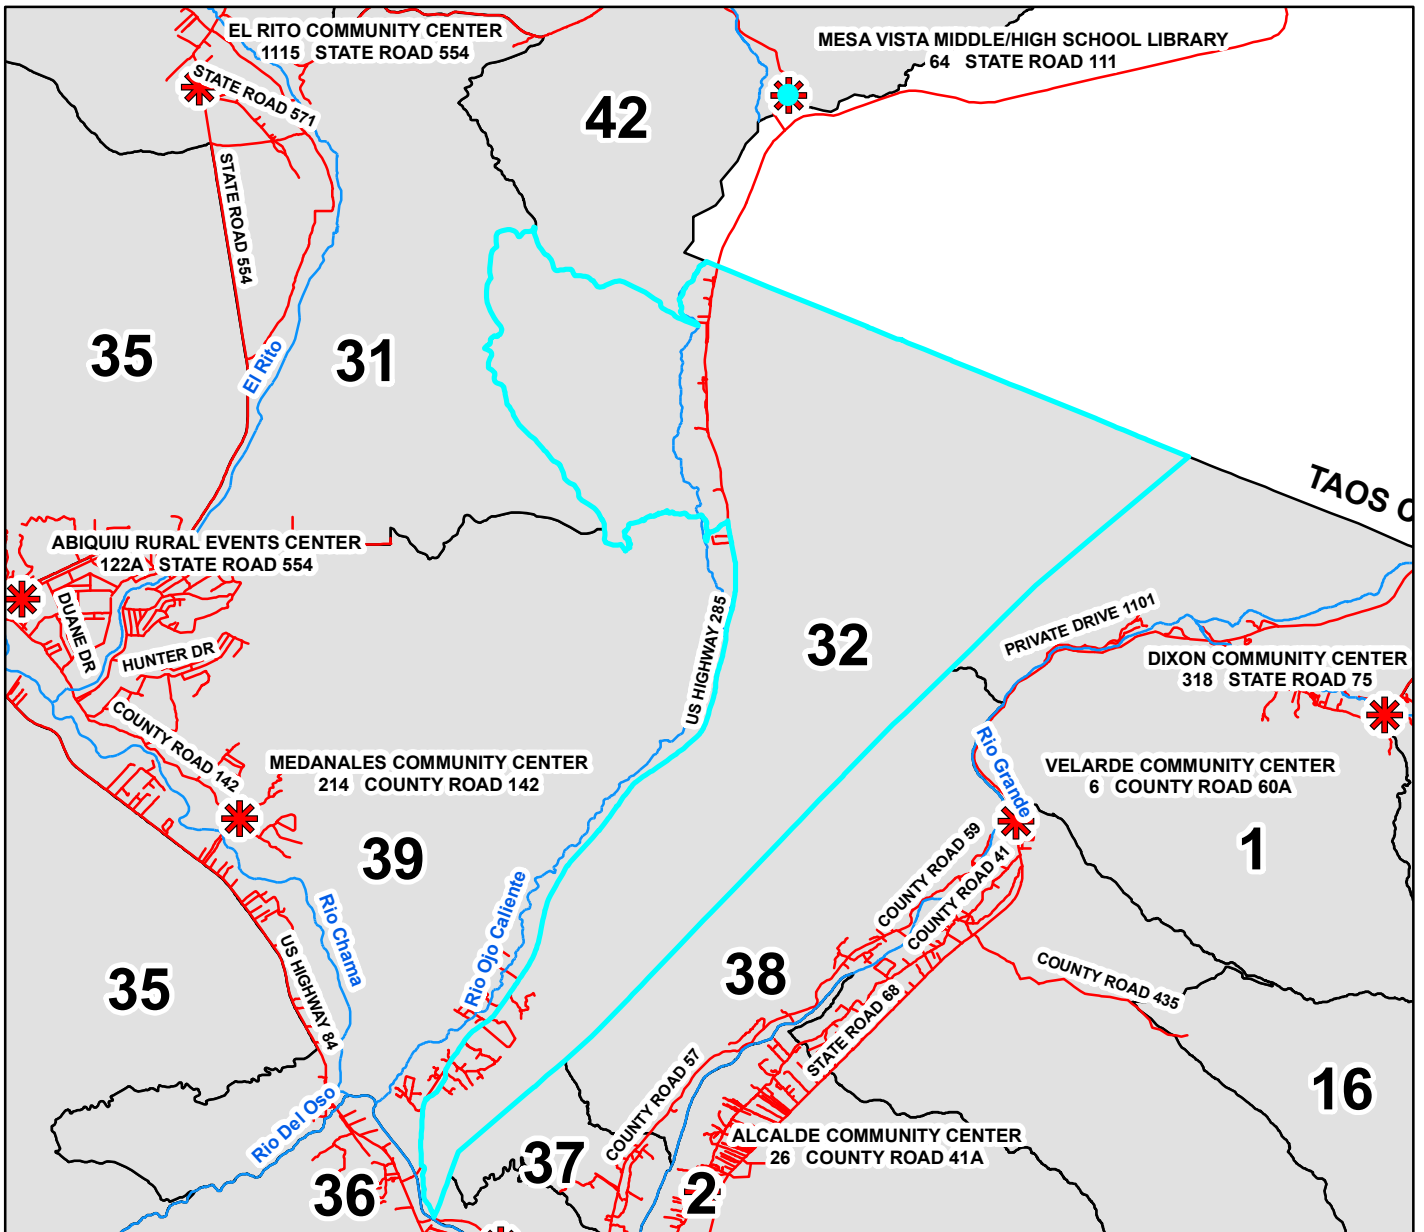 EL RITO COMMUNITY CENTER
1115 STATE ROAD 554
MESA VISTA MIDDLE/HIGH SCHOOL LIBRARY
64 STATE ROAD 111
STATE ROAD 571
42
STATE ROAD 554
35
31
El Rito
TAOS C
ABIQUIU RURAL EVENTS CENTER
122A STATE ROAD 554
DUANE DR
HUNTER DR
US HIGHWAY 285
32
PRIVATE DRIVE 1101
DIXON COMMUNITY CENTER
318 STATE ROAD 75
COUNTY ROAD 142
MEDANALES COMMUNITY CENTER
214 COUNTY ROAD 142
Rio Grande
VELARDE COMMUNITY CENTER
6 COUNTY ROAD 60A
39
COUNTY ROAD 59
COUNTY ROAD 41
1
Rio Chama
Rio Ojo Caliente
35
US HIGHWAY 84
38
STATE ROAD 68
COUNTY ROAD 435
16
Rio Del Oso
COUNTY ROAD 57
ALCALDE COMMUNITY CENTER
26 COUNTY ROAD 41A
36
37
2